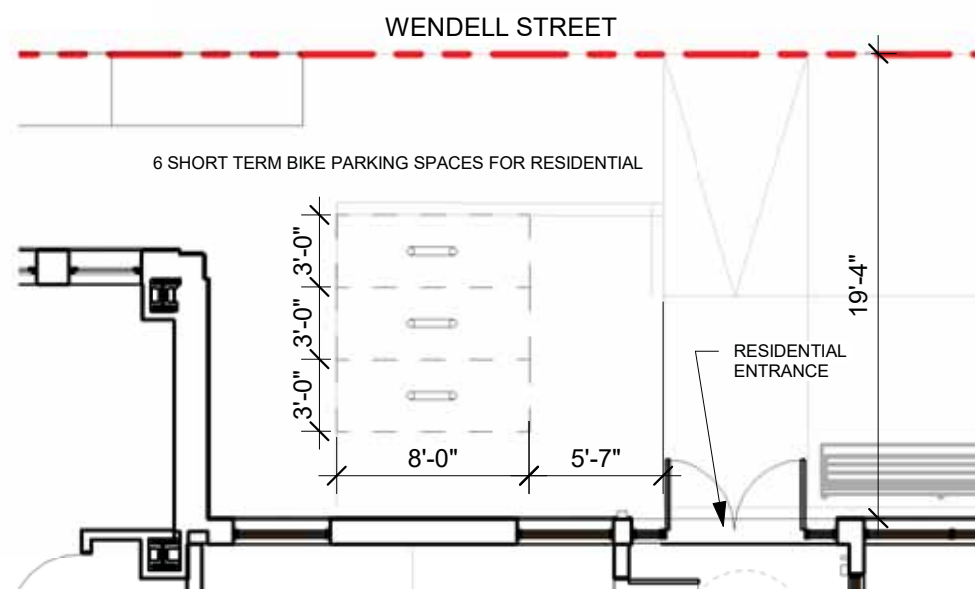 WENDELL STREET
6 SHORT TERM BIKE PARKING SPACES FOR RESIDENTIAL
3'-0"
3'-0"
3'-0"
19'-4"
RESIDENTIAL
ENTRANCE
8'-0"
5'-7"